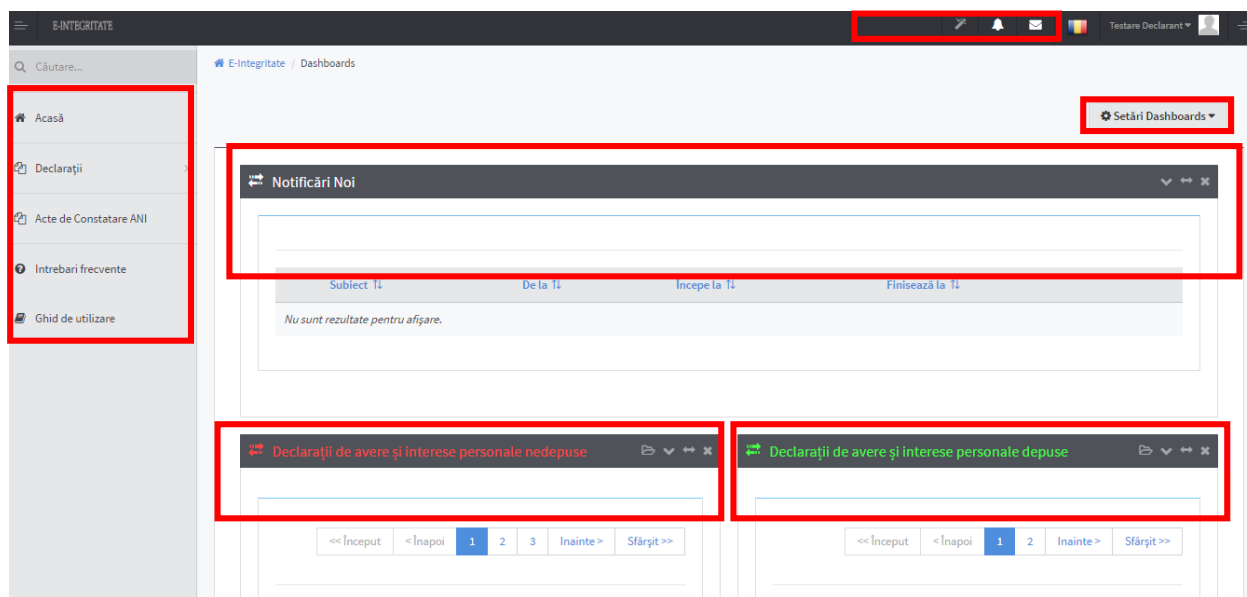 E-INTEGRITATE
Testare Declarant
Căutare...
E-Integritate / Dashboards
Acasă
Setări Dashboards
Declarații
Notificări Noi
Acte de Constatare ANI
Intrebari frecvente
Subiect De la Începe la Finisează la
Ghid de utilizare
Nu sunt rezultate pentru afișare.
Declarații de avere și interese personale nedepuse
Declarații de avere și interese personale depuse
<< Început < Înapoi 1 2 3 Inainte > Sfârșit >>
<< Început < Înapoi 1 2 Inainte > Sfârșit >>